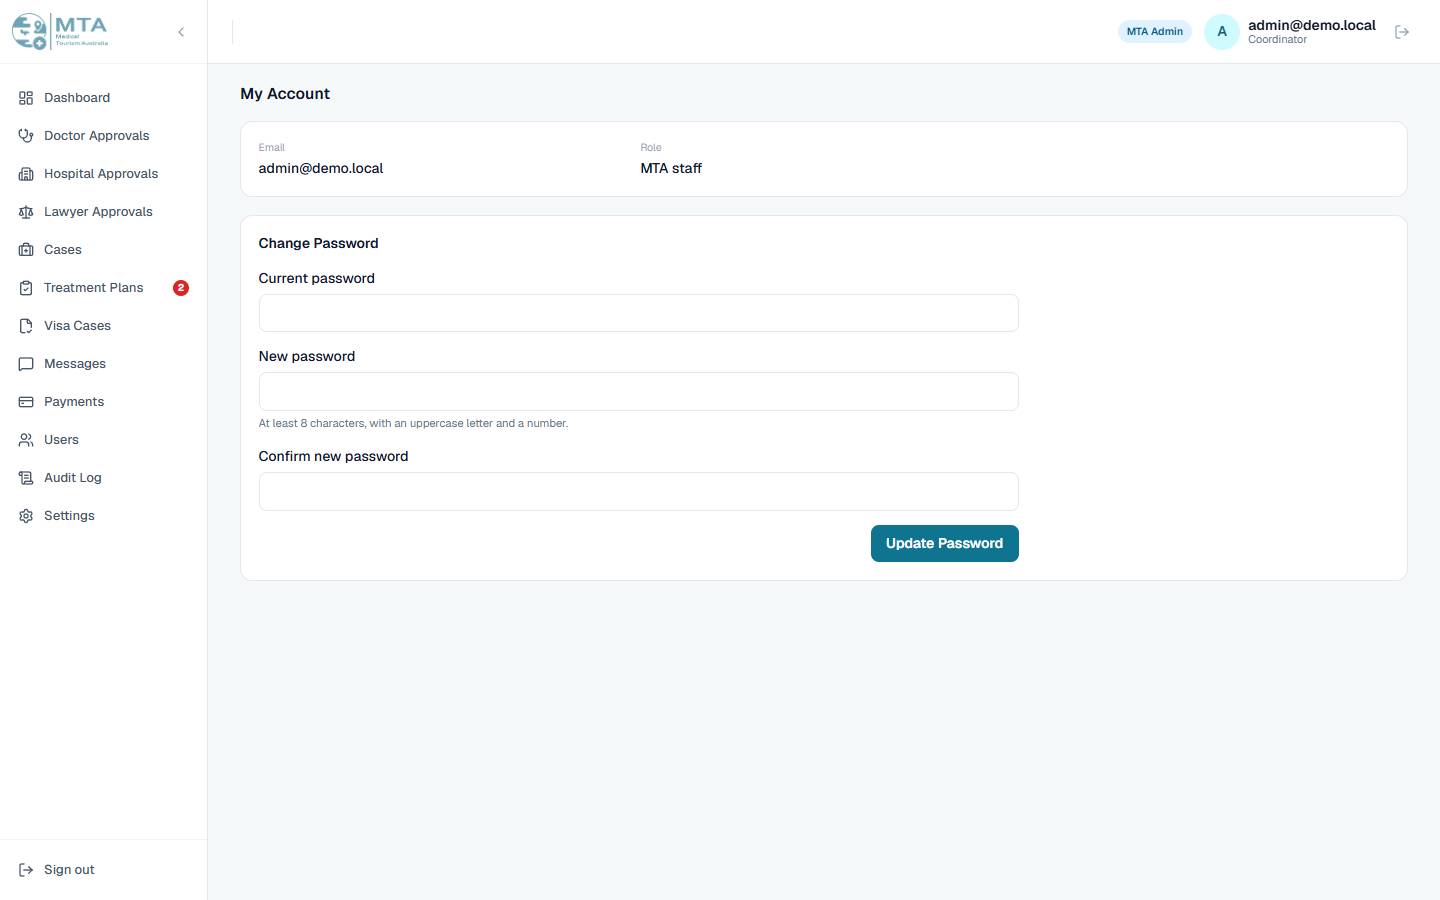 MTA
Medical
Tourism Australia
MTA Admin
A
admin@demo.local
Coordinator
Dashboard
Doctor Approvals
Hospital Approvals
Lawyer Approvals
Cases
Treatment Plans 2
Visa Cases
Messages
Payments
Users
Audit Log
Settings
Sign out
My Account
Email
admin@demo.local
Role
MTA staff
Change Password
Current password
New password
At least 8 characters, with an uppercase letter and a number.
Confirm new password
Update Password